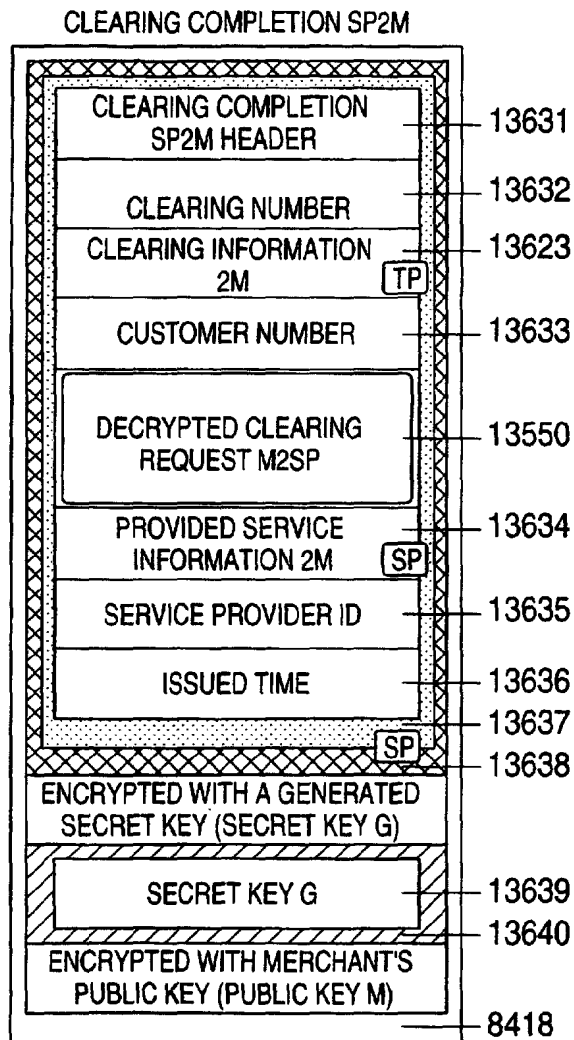 CLEARING COMPLETION SP2M
CLEARING COMPLETION
SP2M HEADER
13631
CLEARING NUMBER
13632
CLEARING INFORMATION
2M
TP
13623
CUSTOMER NUMBER
13633
DECRYPTED CLEARING
REQUEST M2SP
13550
PROVIDED SERVICE
INFORMATION 2M
SP
13634
SERVICE PROVIDER ID
13635
ISSUED TIME
13636
13637
SP
13638
ENCRYPTED WITH A GENERATED
SECRET KEY (SECRET KEY G)
SECRET KEY G
13639
13640
ENCRYPTED WITH MERCHANT'S
PUBLIC KEY (PUBLIC KEY M)
8418